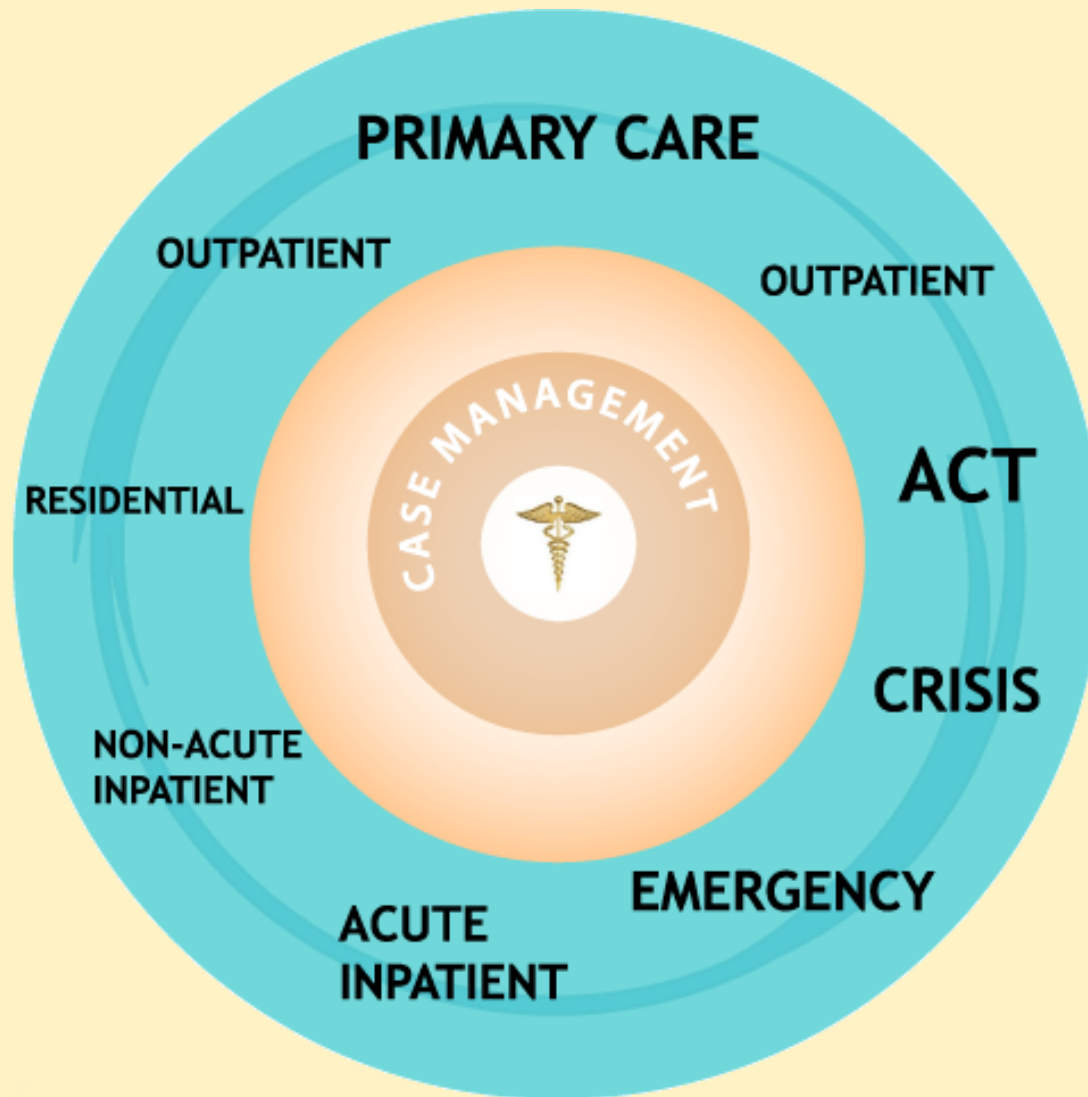 PRIMARY CARE
OUTPATIENT
OUTPATIENT
CASE MANAGEMENT
ACT
RESIDENTIAL
CRISIS
NON-ACUTE
INPATIENT
EMERGENCY
ACUTE
INPATIENT